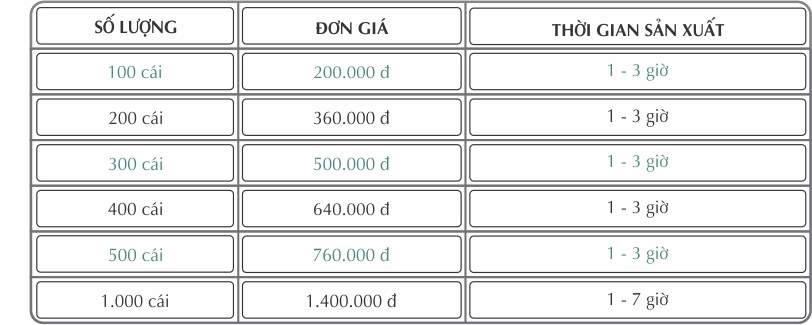 SỐ LƯỢNG ĐƠN GIÁ THỜI GIAN SẢN XUẤT
100 cái 200.000 đ 1 - 3 giờ
200 cái 360.000 đ 1 - 3 giờ
300 cái 500.000 đ 1 - 3 giờ
400 cái 640.000 đ 1 - 3 giờ
500 cái 760.000 đ 1 - 3 giờ
1.000 cái 1.400.000 đ 1 - 7 giờ